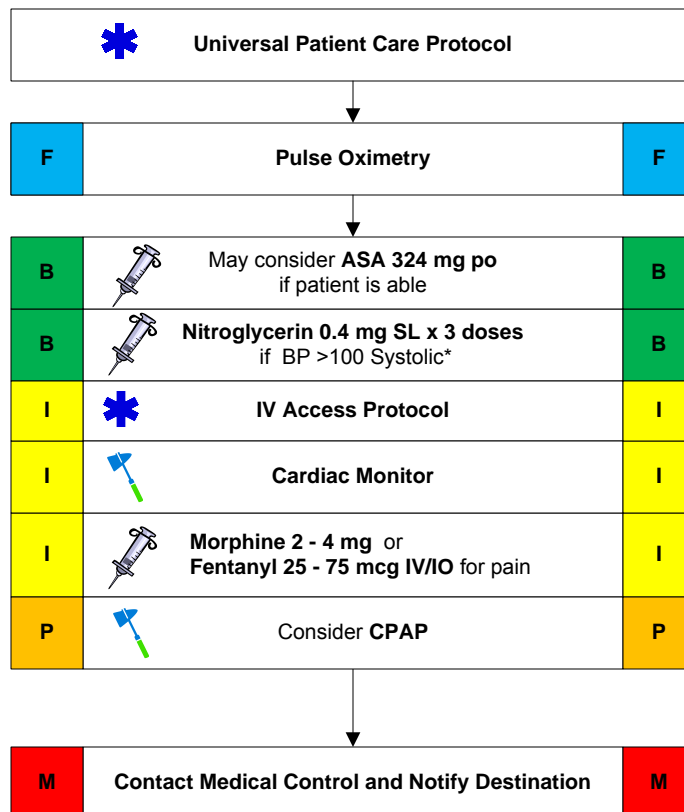 Universal Patient Care Protocol
F Pulse Oximetry F
B May consider ASA 324 mg po B
if patient is able
B Nitroglycerin 0.4 mg SL x 3 doses B
if BP >100 Systolic*
I IV Access Protocol I
I Cardiac Monitor I
I Morphine 2 - 4 mg or I
Fentanyl 25 - 75 mcg IV/IO for pain
P Consider CPAP P
M Contact Medical Control and Notify Destination M